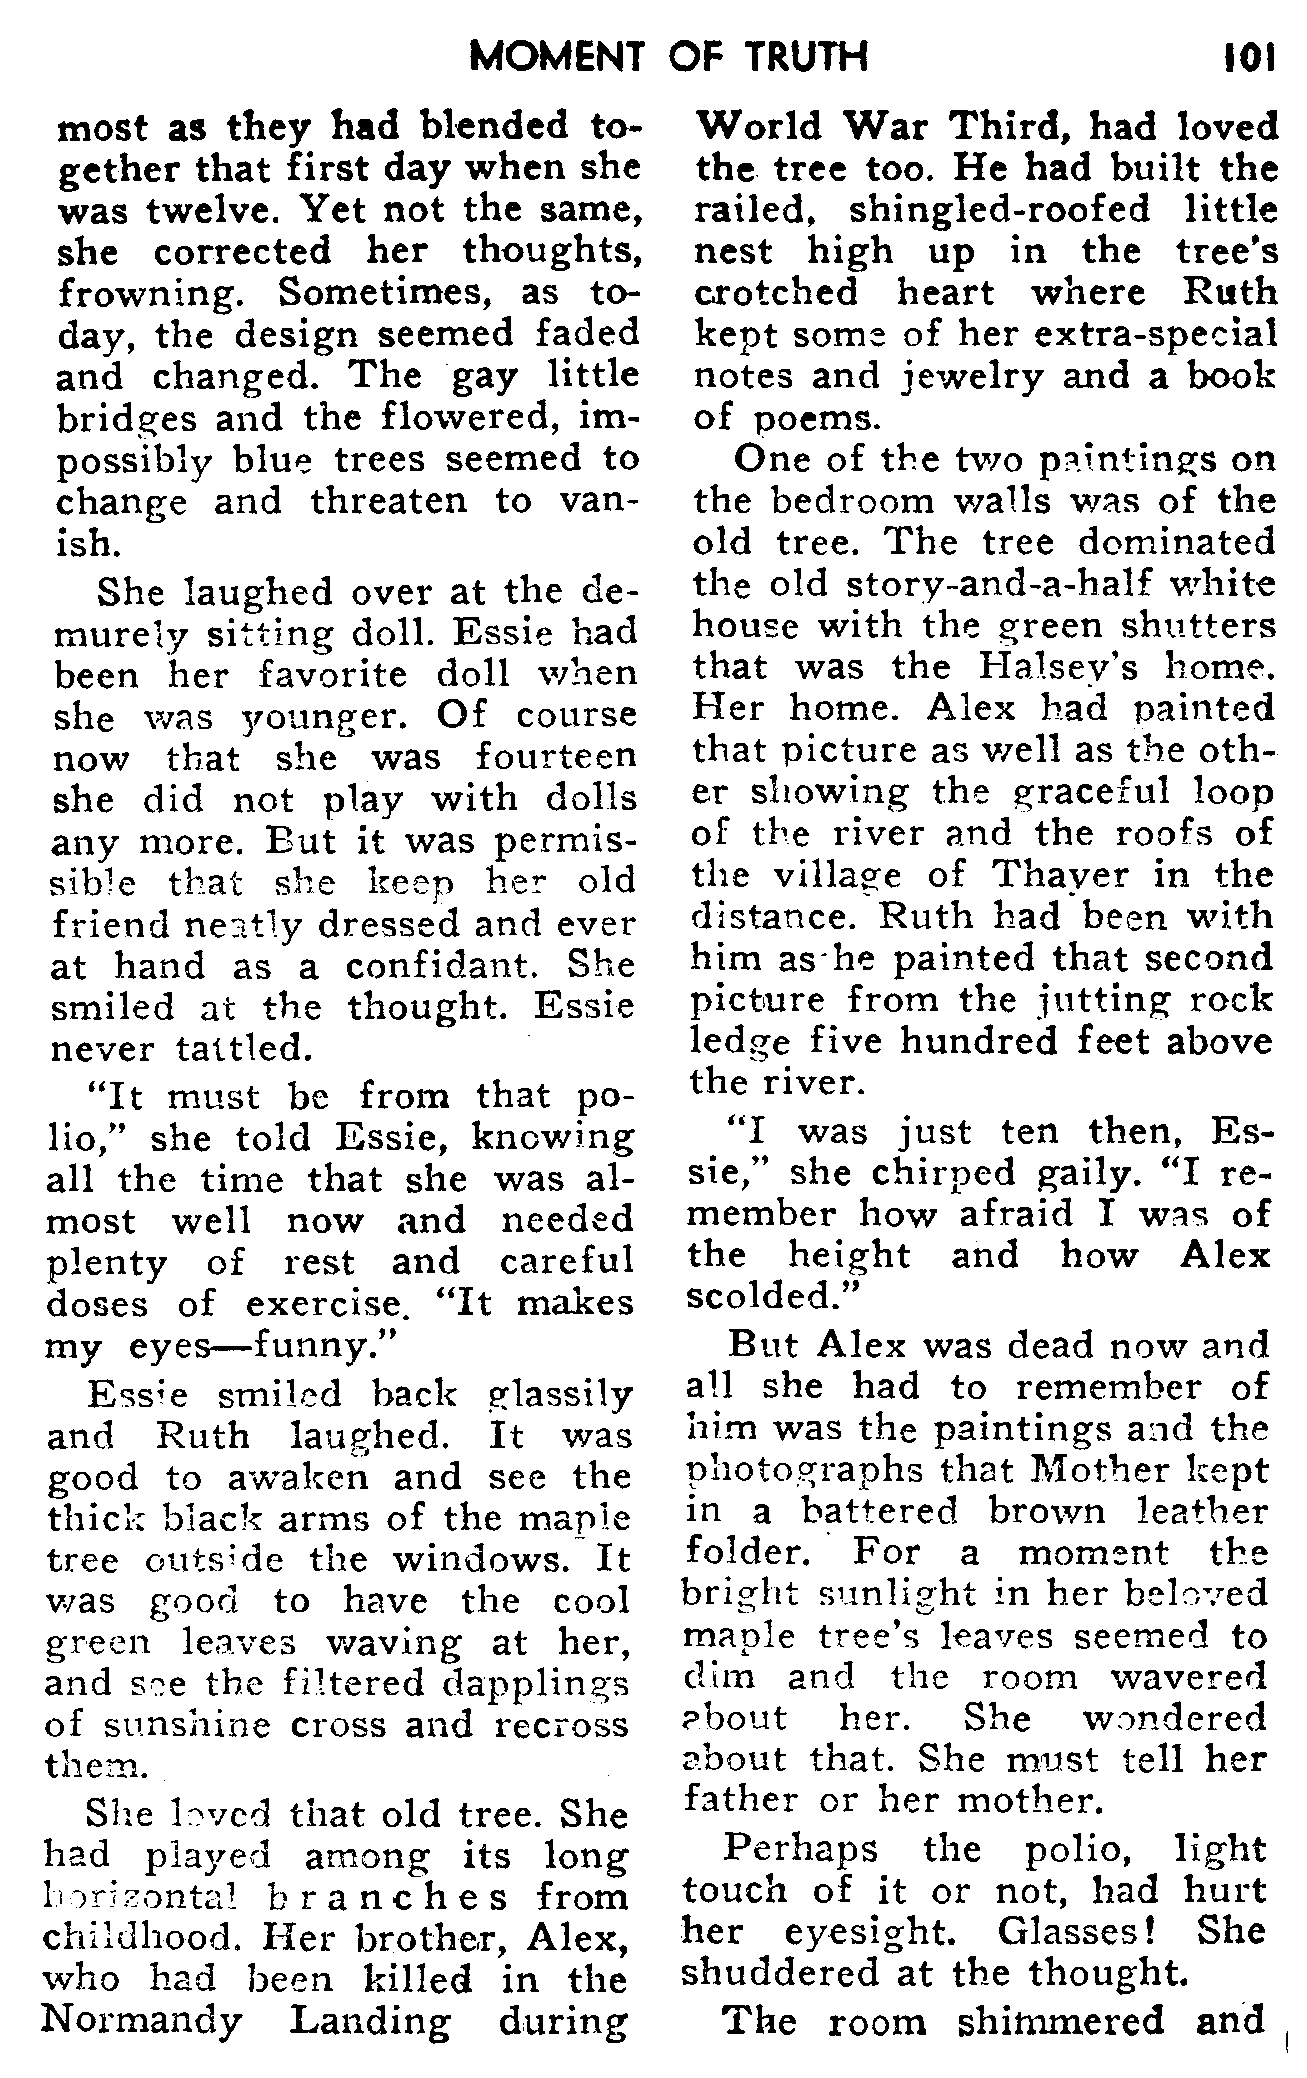 MOMENT OF TRUTH 101
most as they had blended to-
gether that first day when she
was twelve. Yet not the same,
she corrected her thoughts,
frowning. Sometimes, as to-
day, the design seemed faded
and changed. The gay little
bridges and the flowered, im-
possibly blue trees seemed to
change and threaten to van-
ish.
She laughed over at the de-
murely sitting doll. Essie had
been her favorite doll when
she was younger. Of course
now that she was fourteen
she did not play with dolls
any more. But it was permis-
sible that she keep her old
friend neatly dressed and ever
at hand as a confidant. She
smiled at the thought. Essie
never tattled.
"It must be from that po-
lio," she told Essie, knowing
all the time that she was al-
most well now and needed
plenty of rest and careful
doses of exercise. "It makes
my eyes—funny."
Essie smiled back glassily
and Ruth laughed. It was
good to awaken and see the
thick black arms of the maple
tree outside the windows. It
was good to have the cool
green leaves waving at her,
and see the filtered dapplings
of sunshine cross and recross
them.
She loved that old tree. She
had played among its long
horizontal branches from
childhood. Her brother, Alex,
who had been killed in the
Normandy Landing during
World War Third, had loved
the tree too. He had built the
railed, shingled-roofed little
nest high up in the tree's
crotched heart where Ruth
kept some of her extra-special
notes and jewelry and a book
of poems.
One of the two paintings on
the bedroom walls was of the
old tree. The tree dominated
the old story-and-a-half white
house with the green shutters
that was the Halsey's home.
Her home. Alex had painted
that picture as well as the oth-
er showing the graceful loop
of the river and the roofs of
the village of Thayer in the
distance. Ruth had been with
him as he painted that second
picture from the jutting rock
ledge five hundred feet above
the river.
"I was just ten then, Es-
sie," she chirped gaily. "I re-
member how afraid I was of
the height and how Alex
scolded."
But Alex was dead now and
all she had to remember of
him was the paintings and the
photographs that Mother kept
in a battered brown leather
folder. For a moment the
bright sunlight in her beloved
maple tree's leaves seemed to
dim and the room wavered
about her. She wondered
about that. She must tell her
father or her mother.
Perhaps the polio, light
touch of it or not, had hurt
her eyesight. Glasses! She
shuddered at the thought.
The room shimmered and